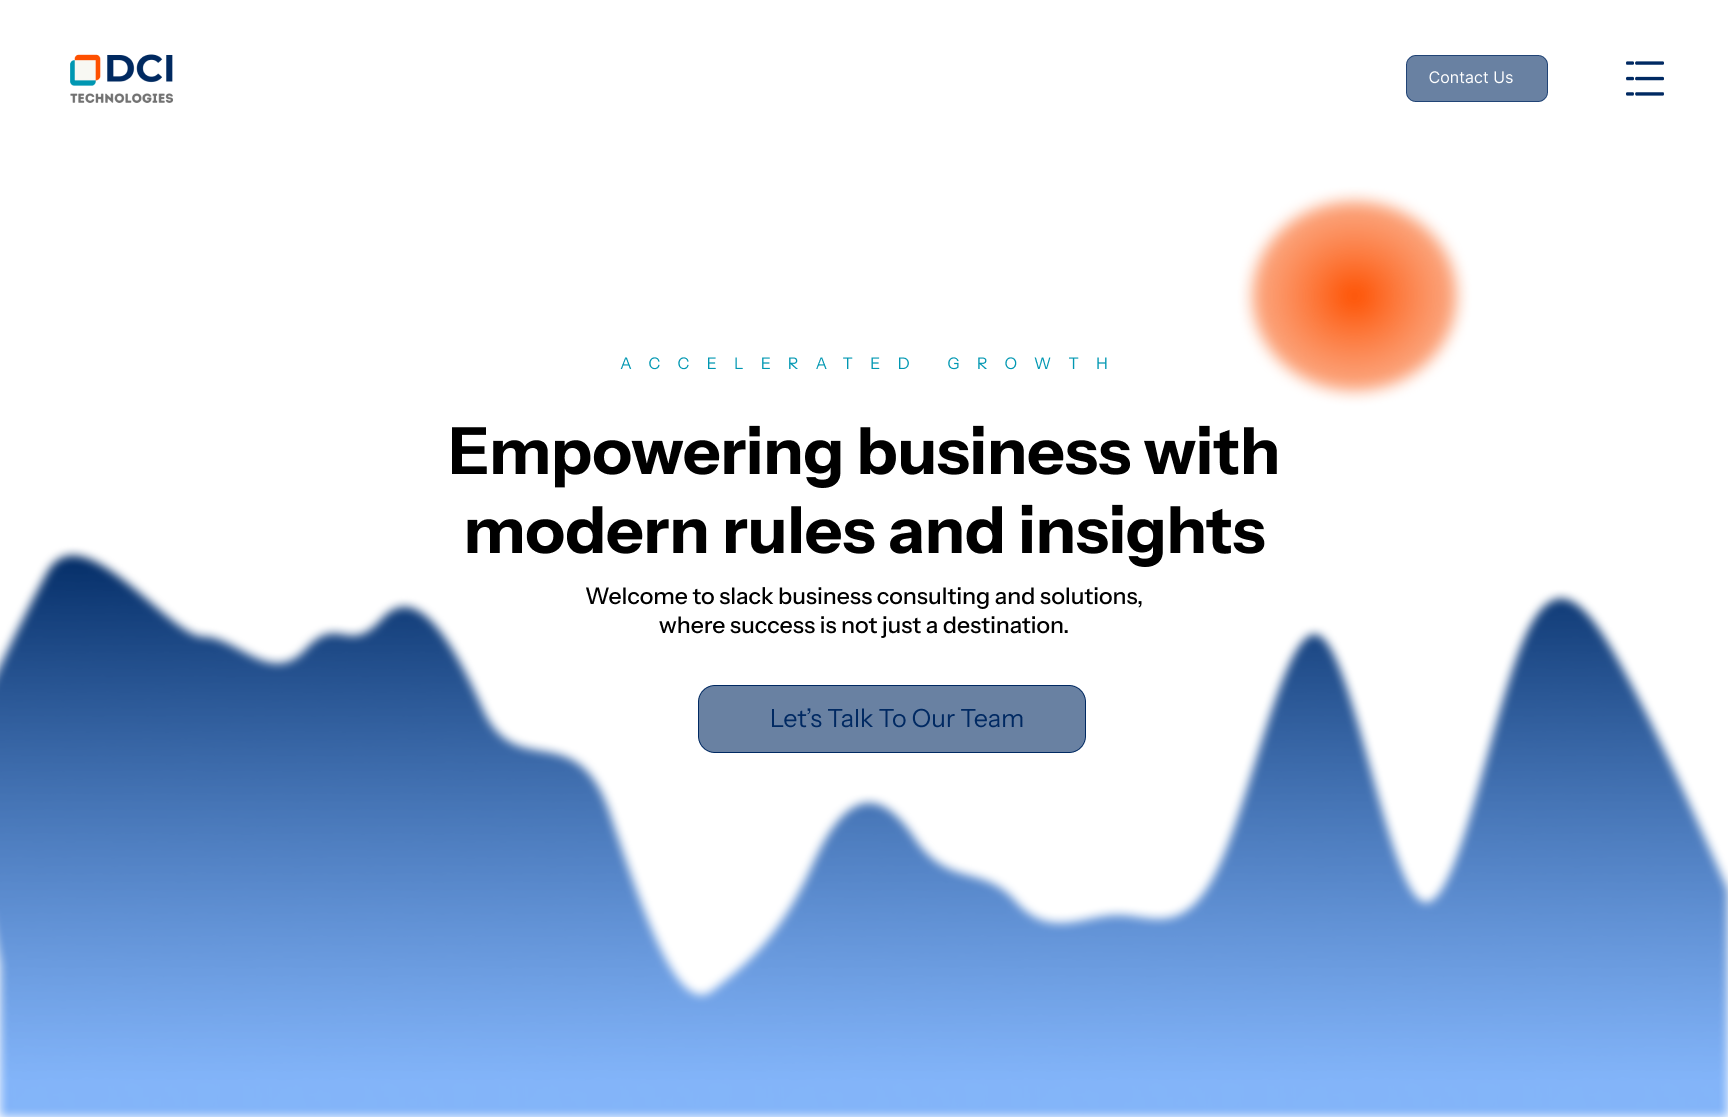 DCI
TECHNOLOGIES
Contact Us
ACCELERATED GROWTH
Empowering business with
modern rules and insights
Welcome to slack business consulting and solutions,
where success is not just a destination.
Let’s Talk To Our Team